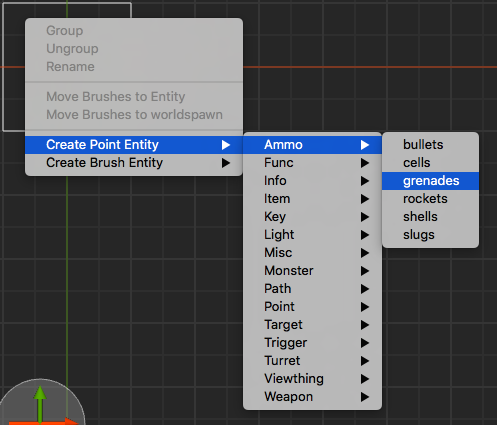 Group
Ungroup
Rename
Move Brushes to Entity
Move Brushes to worldspawn
Create Point Entity
Create Brush Entity
Ammo
Func
Info
Item
Key
Light
Misc
Monster
Path
Point
Target
Trigger
Turret
Viewthing
Weapon
bullets
cells
grenades
rockets
shells
slugs